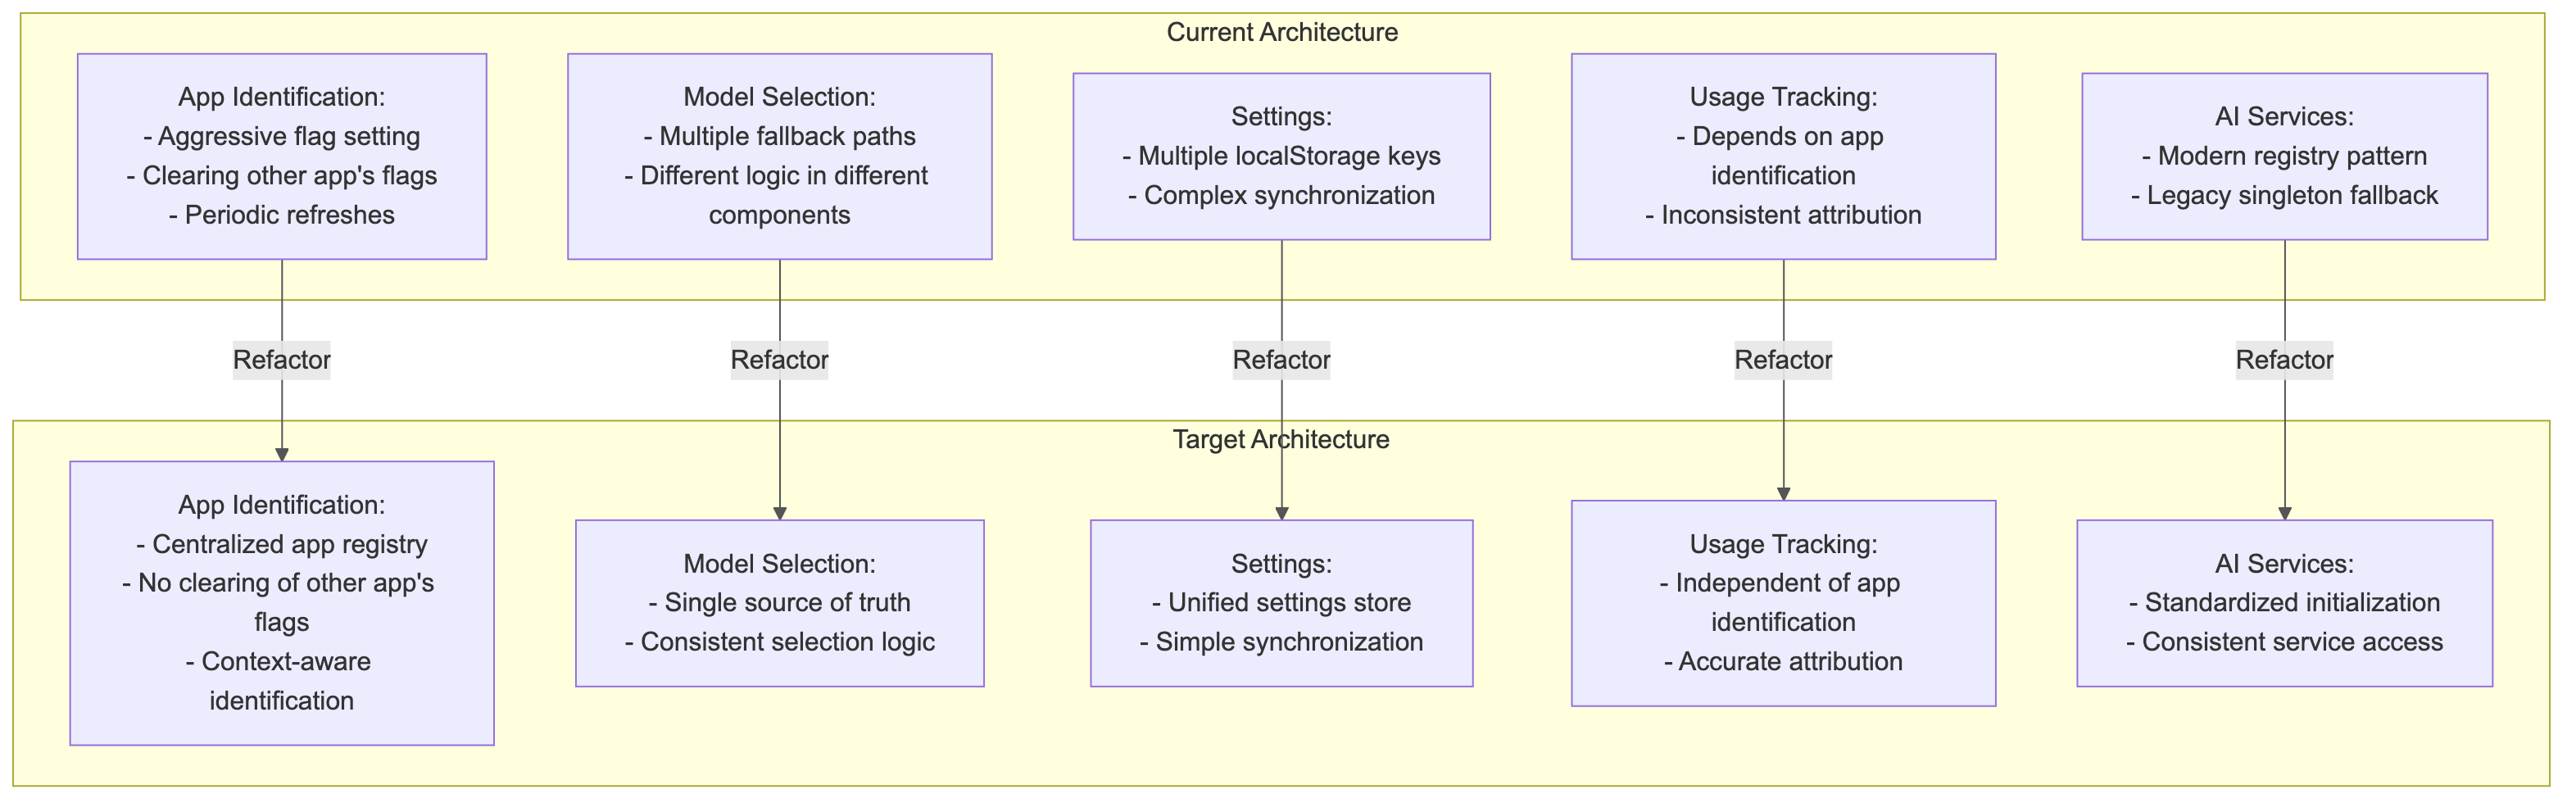 Current Architecture
App Identification:
- Aggressive flag setting
- Clearing other app's flags
- Periodic refreshes
Model Selection:
- Multiple fallback paths
- Different logic in different
components
Settings:
- Multiple localStorage keys
- Complex synchronization
Usage Tracking:
- Depends on app
identification
- Inconsistent attribution
AI Services:
- Modern registry pattern
- Legacy singleton fallback
Refactor
Refactor
Refactor
Refactor
Refactor
Target Architecture
App Identification:
- Centralized app registry
- No clearing of other app's
flags
- Context-aware
identification
Model Selection:
- Single source of truth
- Consistent selection logic
Settings:
- Unified settings store
- Simple synchronization
Usage Tracking:
- Independent of app
identification
- Accurate attribution
AI Services:
- Standardized initialization
- Consistent service access